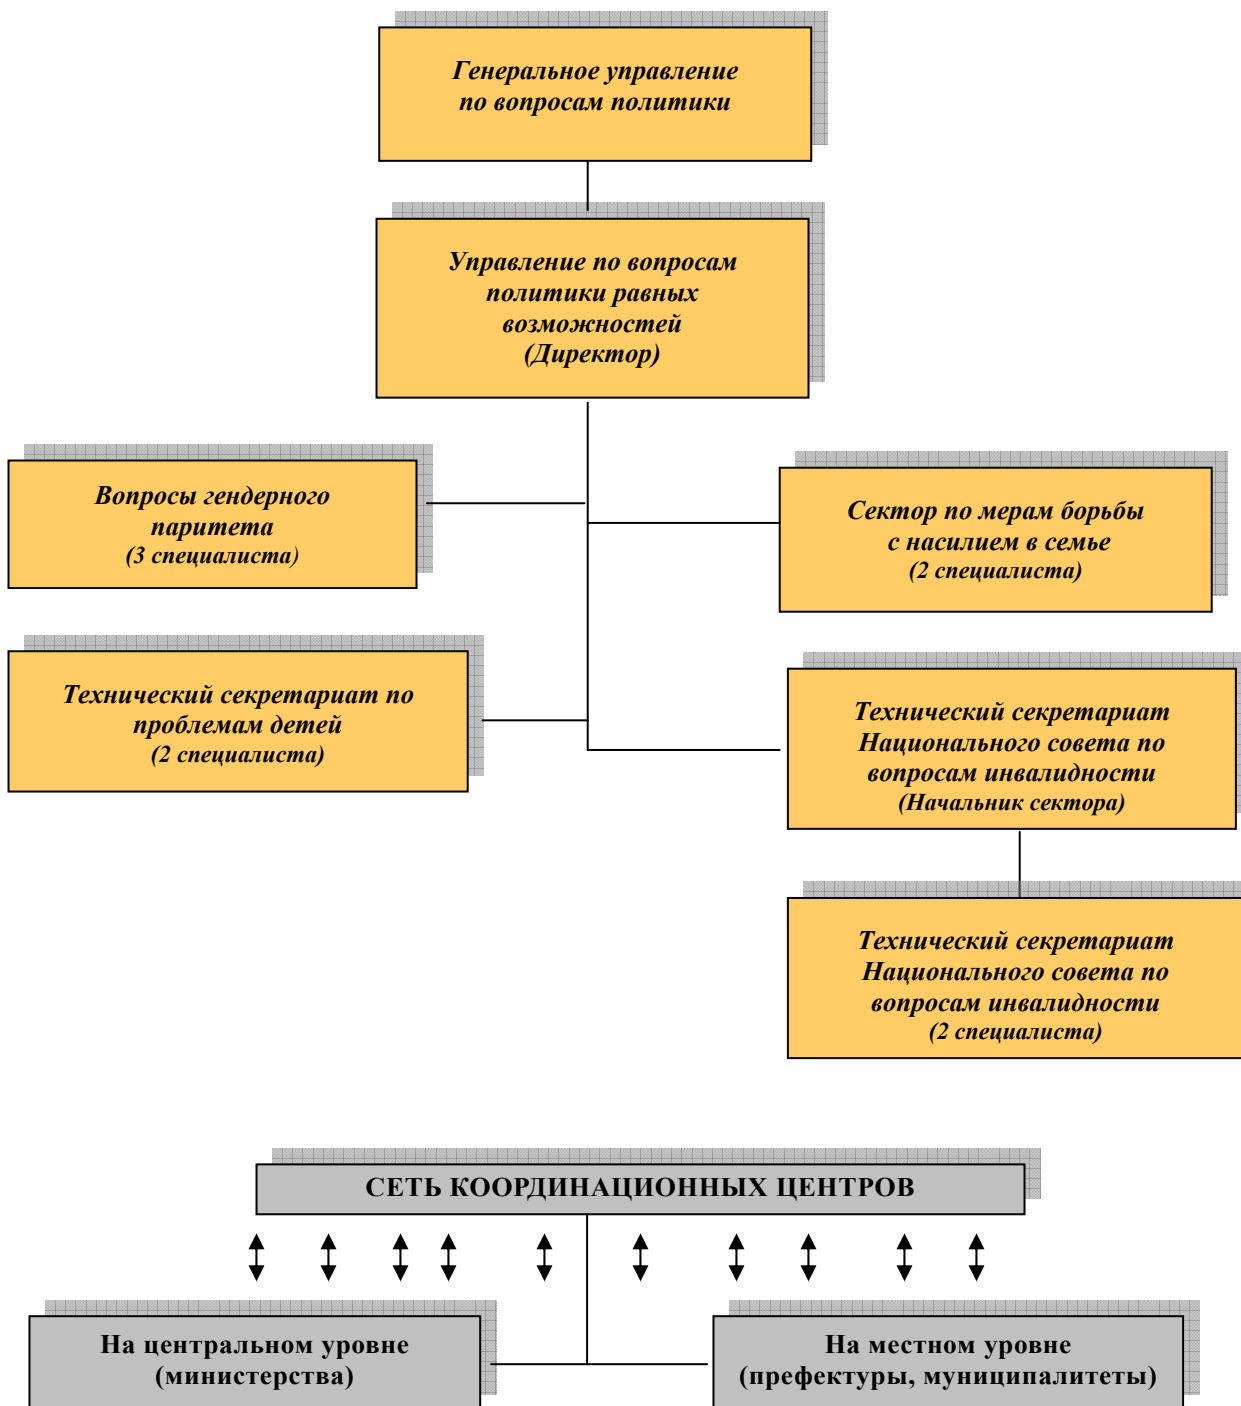 Генеральное управление
по вопросам политики
Управление по вопросам
политики равных
возможностей
(Директор)
Вопросы гендерного
паритета
(3 специалиста)
Сектор по мерам борьбы
с насилием в семье
(2 специалиста)
Технический секретариат по
проблемам детей
(2 специалиста)
Технический секретариат
Национального совета по
вопросам инвалидности
(Начальник сектора)
Технический секретариат
Национального совета по
вопросам инвалидности
(2 специалиста)
СЕТЬ КООРДИНАЦИОННЫХ ЦЕНТРОВ
На центральном уровне
(министерства)
На местном уровне
(префектуры, муниципалитеты)